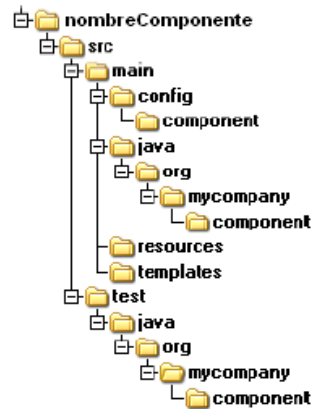 nombreComponente
src
main
config
component
java
org
mycompany
component
resources
templates
test
java
org
mycompany
component